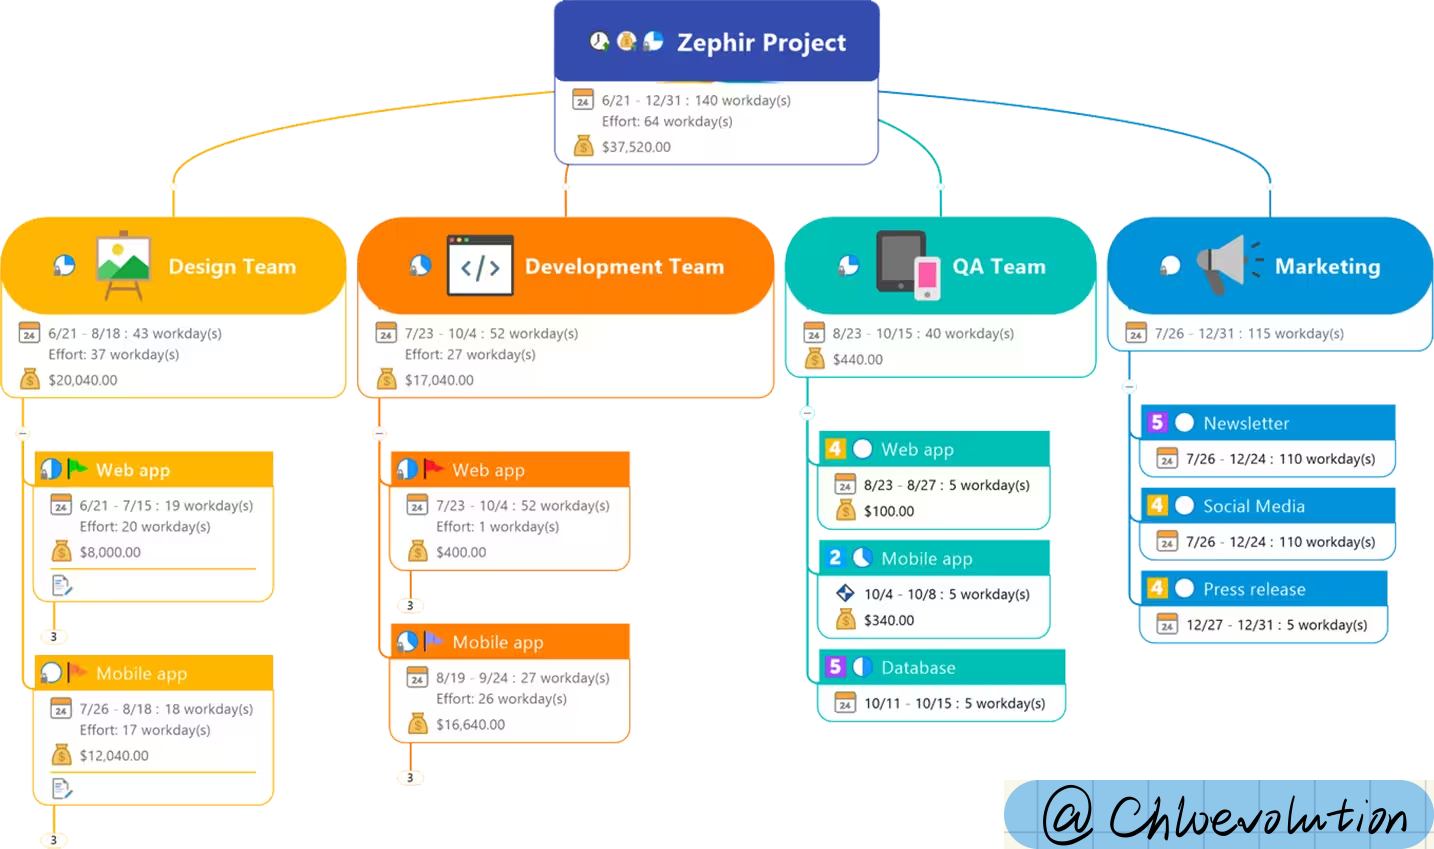 Zephir Project
6/21 - 12/31 : 140 workday(s)
Effort: 64 workday(s)
$37,520.00
Design Team
24 6/21 - 8/18 : 43 workday(s)
Effort: 37 workday(s)
$20,040.00
Web app
24 6/21 - 7/15 : 19 workday(s)
Effort: 20 workday(s)
$8,000.00
3
Mobile app
24 7/26 - 8/18 : 18 workday(s)
Effort: 17 workday(s)
$12,040.00
3
</> Development Team
24 7/23 - 10/4 : 52 workday(s)
Effort: 27 workday(s)
$17,040.00
Web app
24 7/23 - 10/4 : 52 workday(s)
Effort: 1 workday(s)
$400.00
3
Mobile app
24 8/19 - 9/24 : 27 workday(s)
Effort: 26 workday(s)
$16,640.00
3
QA Team
24 8/23 - 10/15 : 40 workday(s)
$440.00
4 Web app
24 8/23 - 8/27 : 5 workday(s)
$100.00
2 Mobile app
10/4 - 10/8 : 5 workday(s)
$340.00
5 Database
24 10/11 - 10/15 : 5 workday(s)
Marketing
24 7/26 - 12/31 : 115 workday(s)
5 Newsletter
24 7/26 - 12/24 : 110 workday(s)
4 Social Media
24 7/26 - 12/24 : 110 workday(s)
4 Press release
24 12/27 - 12/31 : 5 workday(s)
@Chloevolution